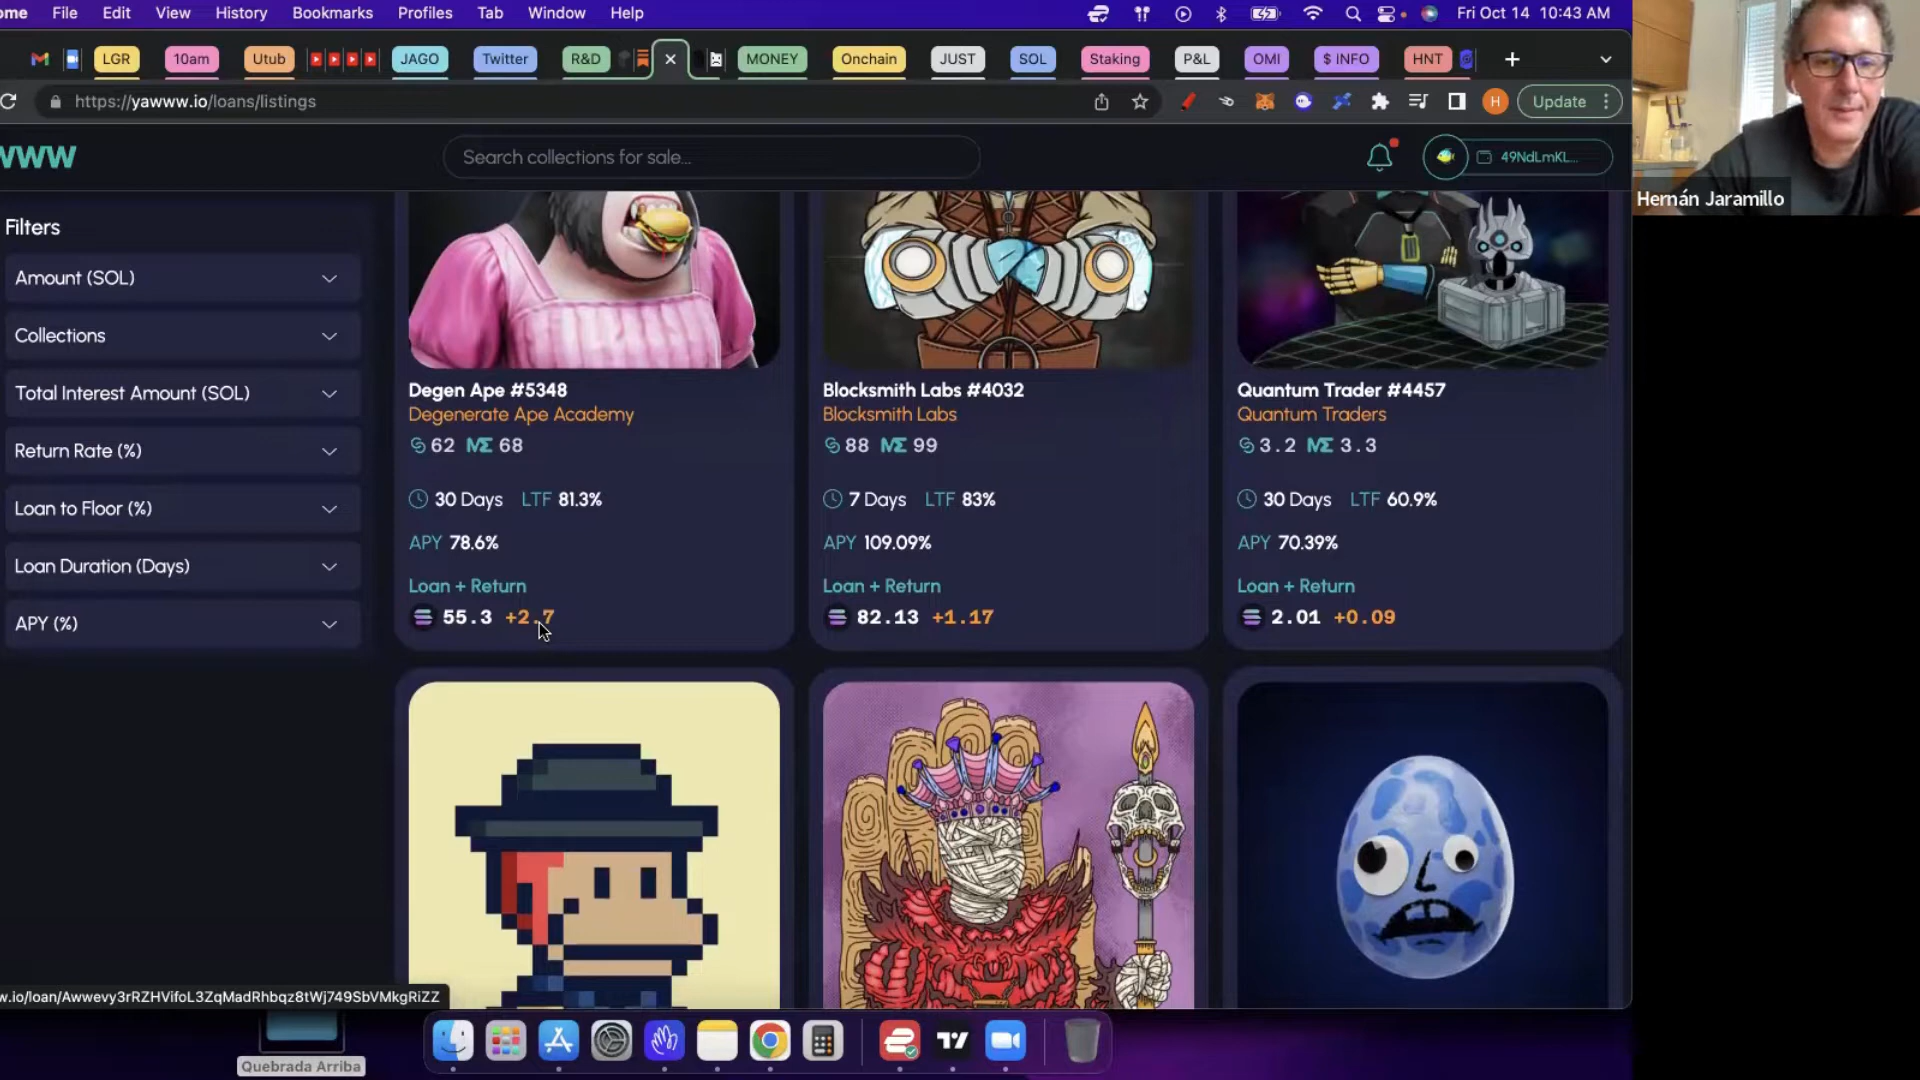 ome File Edit View History Bookmarks Profiles Tab Window Help Fri Oct 14 10:43 AM
LGR 10am Utub JAGO Twitter R&D MONEY Onchain JUST SOL Staking P&L OMI $ INFO HNT
https://yawww.io/loans/listings H Update
www Search collections for sale... 49NdLmKL...
Hernán Jaramillo
Filters
Amount (SOL)
Collections
Total Interest Amount (SOL)
Return Rate (%)
Loan to Floor (%)
Loan Duration (Days)
APY (%)
Degen Ape #5348
Degenerate Ape Academy
62 ME 68
30 Days LTF 81.3%
APY 78.6%
Loan + Return
55.3 +2.7
Blocksmith Labs #4032
Blocksmith Labs
88 ME 99
7 Days LTF 83%
APY 109.09%
Loan + Return
82.13 +1.17
Quantum Trader #4457
Quantum Traders
3.2 ME 3.3
30 Days LTF 60.9%
APY 70.39%
Loan + Return
2.01 +0.09
w.io/loan/Awwevy3rRZHVifoL3ZqMadRhbqz8tWj749SbVMkgRiZZ
Quebrada Arriba